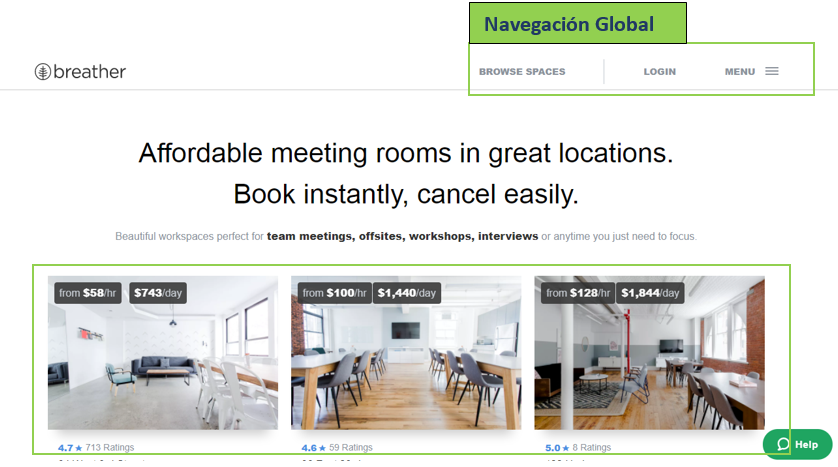 Navegación Global
breather
BROWSE SPACES LOGIN MENU
Affordable meeting rooms in great locations.
Book instantly, cancel easily.
Beautiful workspaces perfect for team meetings, offsites, workshops, interviews or anytime you just need to focus.
from $58/hr $743/day
from $100/hr $1,440/day
from $128/hr $1,844/day
4.7 ★ 713 Ratings
4.6 ★ 59 Ratings
5.0 ★ 8 Ratings
Help